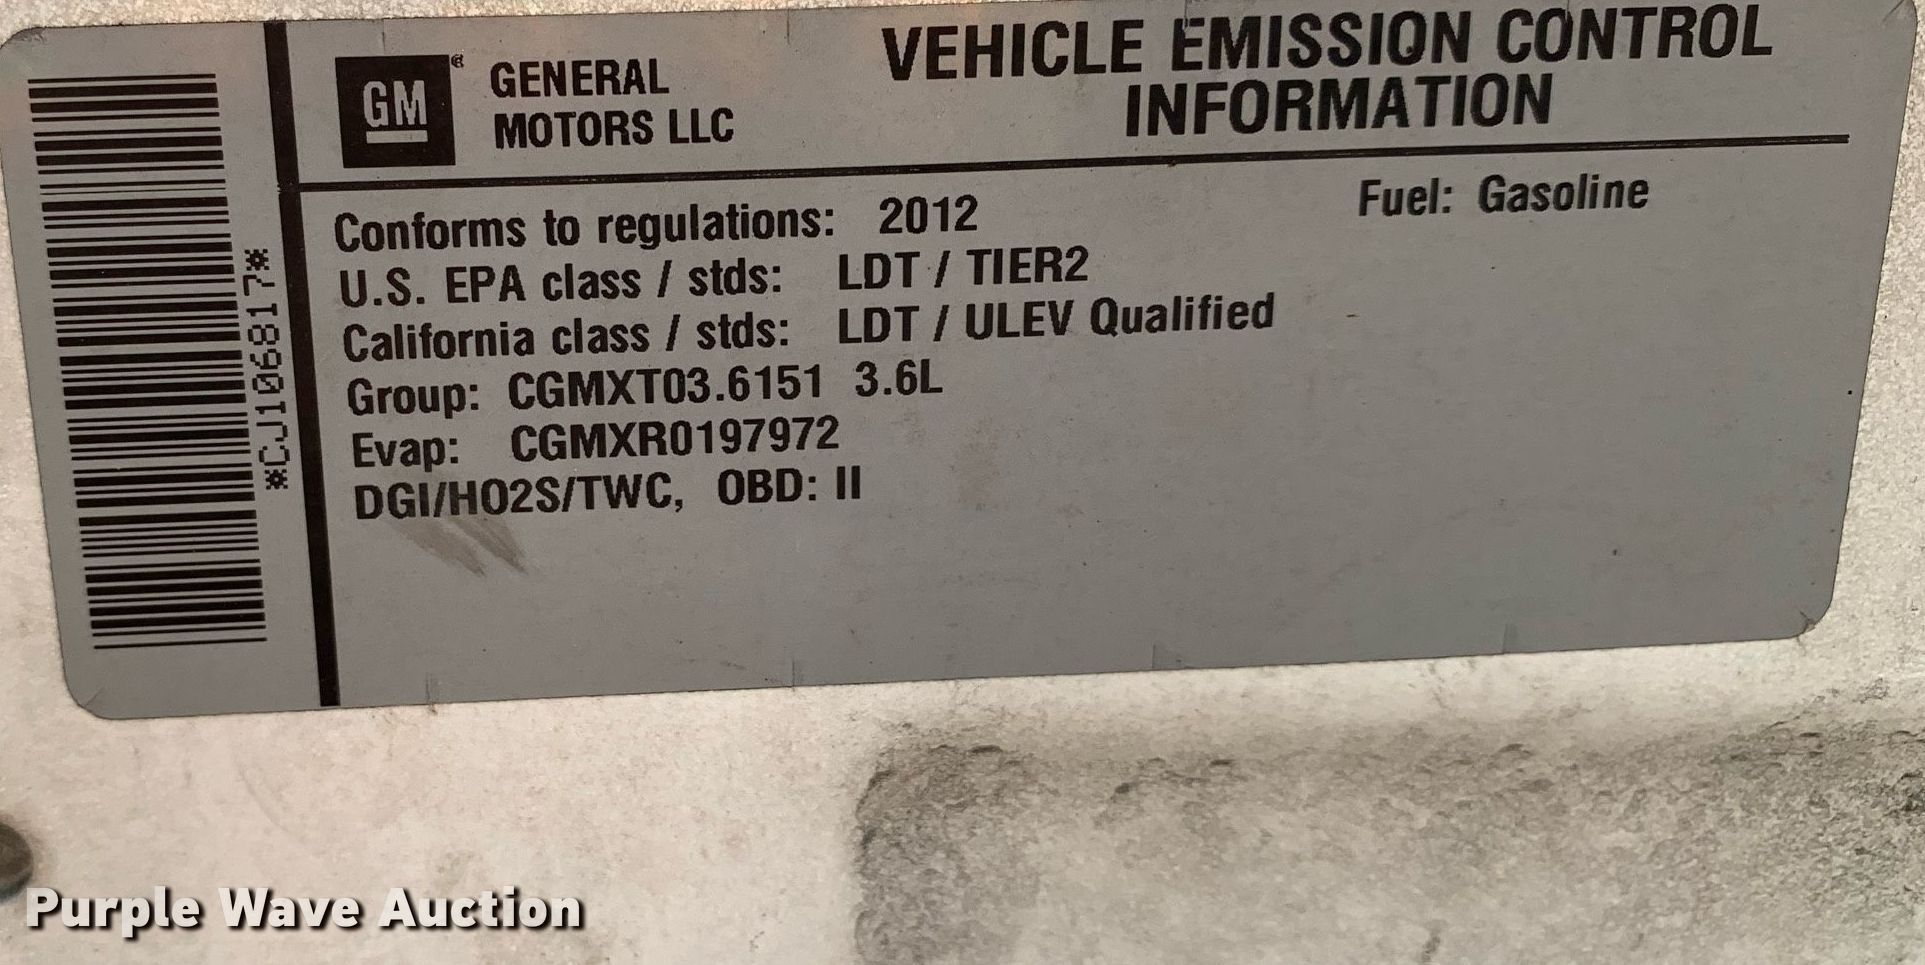 GM
GENERAL
MOTORS LLC
VEHICLE EMISSION CONTROL
INFORMATION
Conforms to regulations: 2012
Fuel: Gasoline
U.S. EPA class / stds: LDT / TIER2
California class / stds: LDT / ULEV Qualified
Group: CGMXT03.6151 3.6L
Evap: CGMXR0197972
DGI/HO2S/TWC, OBD: II
*CJ106817*
Purple Wave Auction